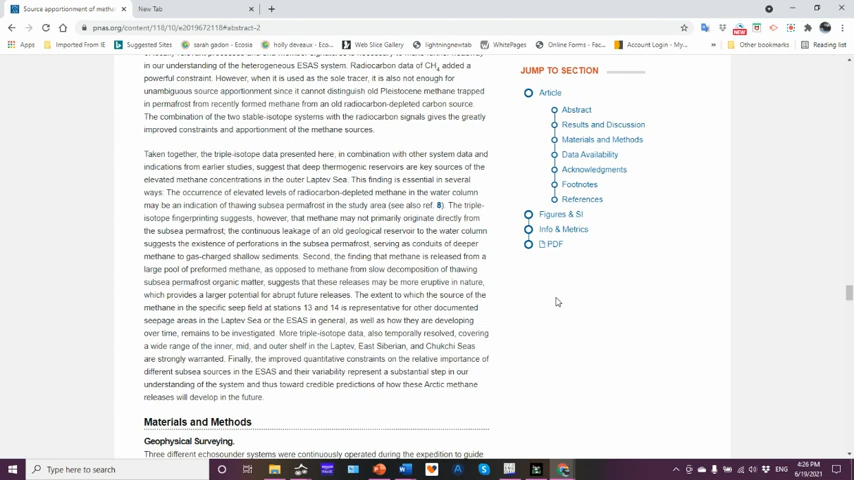 Source apportionment of metha
New Tab
pnas.org/content/118/10/e2019672118#abstract-2
Apps
Imported From IE
Suggested Sites
sarah gadon - Ecosia
holly deveaux - Ecos...
Web Slice Gallery
lightningnewtab
WhitePages
Online Forms - Fac...
Account Login - My...
Other bookmarks
Reading list
in our understanding of the heterogeneous ESAS system. Radiocarbon data of CH4 added a
powerful constraint. However, when it is used as the sole tracer, it is also not enough for
unambiguous source apportionment since it cannot distinguish old Pleistocene methane trapped
in permafrost from recently formed methane from an old radiocarbon-depleted carbon source.
The combination of the two stable-isotope systems with the radiocarbon signals gives the greatly
improved constraints and apportionment of the methane sources.
Taken together, the triple-isotope data presented here, in combination with other system data and
indications from earlier studies, suggest that deep thermogenic reservoirs are key sources of the
elevated methane concentrations in the outer Laptev Sea. This finding is essential in several
ways: The occurrence of elevated levels of radiocarbon-depleted methane in the water column
may be an indication of thawing subsea permafrost in the study area (see also ref. 8). The triple-
isotope fingerprinting suggests, however, that methane may not primarily originate directly from
the subsea permafrost; the continuous leakage of an old geological reservoir to the water column
suggests the existence of perforations in the subsea permafrost, serving as conduits of deeper
methane to gas-charged shallow sediments. Second, the finding that methane is released from a
large pool of preformed methane, as opposed to methane from slow decomposition of thawing
subsea permafrost organic matter, suggests that these releases may be more eruptive in nature,
which provides a larger potential for abrupt future releases. The extent to which the source of the
methane in the specific seep field at stations 13 and 14 is representative for other documented
seepage areas in the Laptev Sea or the ESAS in general, as well as how they are developing
over time, remains to be investigated. More triple-isotope data, also temporally resolved, covering
a wide range of the inner, mid, and outer shelf in the Laptev, East Siberian, and Chukchi Seas
are strongly warranted. Finally, the improved quantitative constraints on the relative importance of
different subsea sources in the ESAS and their variability represent a substantial step in our
understanding of the system and thus toward credible predictions of how these Arctic methane
releases will develop in the future.
Materials and Methods
Geophysical Surveying.
Three different echosounder systems were continuously operated during the expedition to guide
JUMP TO SECTION
Article
Abstract
Results and Discussion
Materials and Methods
Data Availability
Acknowledgments
Footnotes
References
Figures & SI
Info & Metrics
PDF
Type here to search
ENG
4:26 PM
6/19/2021